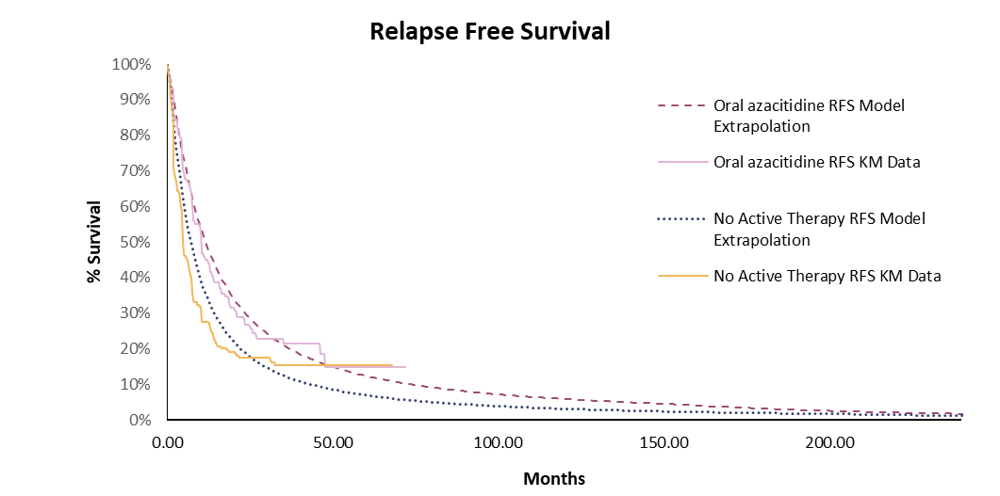 Relapse Free Survival
100%
90%
80%
70%
60%
50%
40%
30%
20%
10%
0%
% Survival
0.00
50.00
100.00
150.00
200.00
Months
Oral azacitidine RFS Model
Extrapolation
Oral azacitidine RFS KM Data
No Active Therapy RFS Model
Extrapolation
No Active Therapy RFS KM Data